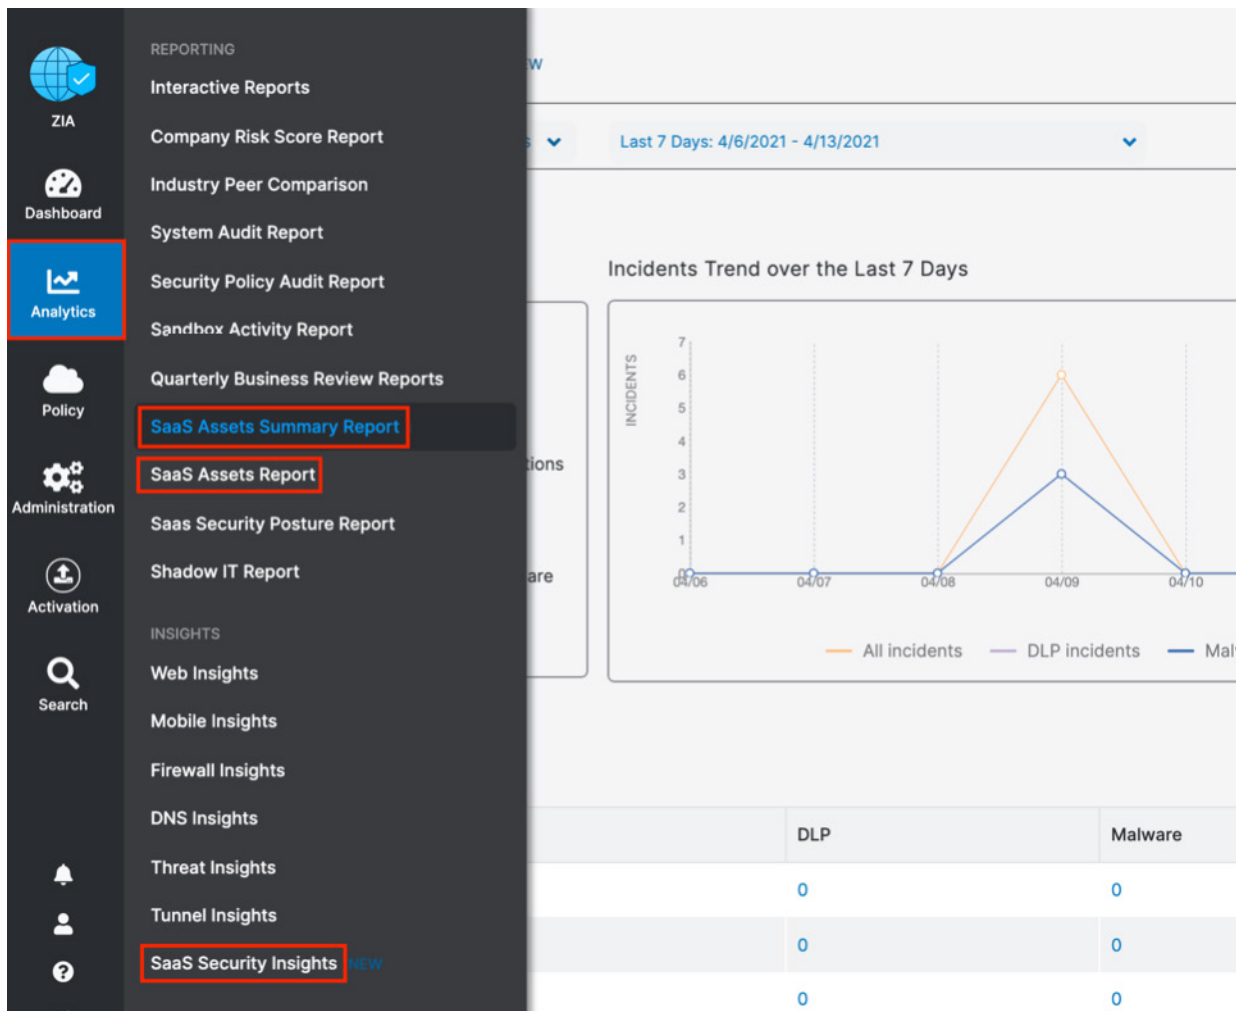 ZIA
Dashboard
Analytics
Policy
Administration
Activation
Search
REPORTING
Interactive Reports
Company Risk Score Report
Industry Peer Comparison
System Audit Report
Security Policy Audit Report
Sandbox Activity Report
Quarterly Business Review Reports
SaaS Assets Summary Report
SaaS Assets Report
Saas Security Posture Report
Shadow IT Report
INSIGHTS
Web Insights
Mobile Insights
Firewall Insights
DNS Insights
Threat Insights
Tunnel Insights
SaaS Security Insights NEW
Last 7 Days: 4/6/2021 - 4/13/2021
Incidents Trend over the Last 7 Days
INCIDENTS
7
6
5
4
3
2
1
0
04/06 04/07 04/08 04/09 04/10
All incidents DLP incidents
DLP Malware
0 0
0 0
0 0